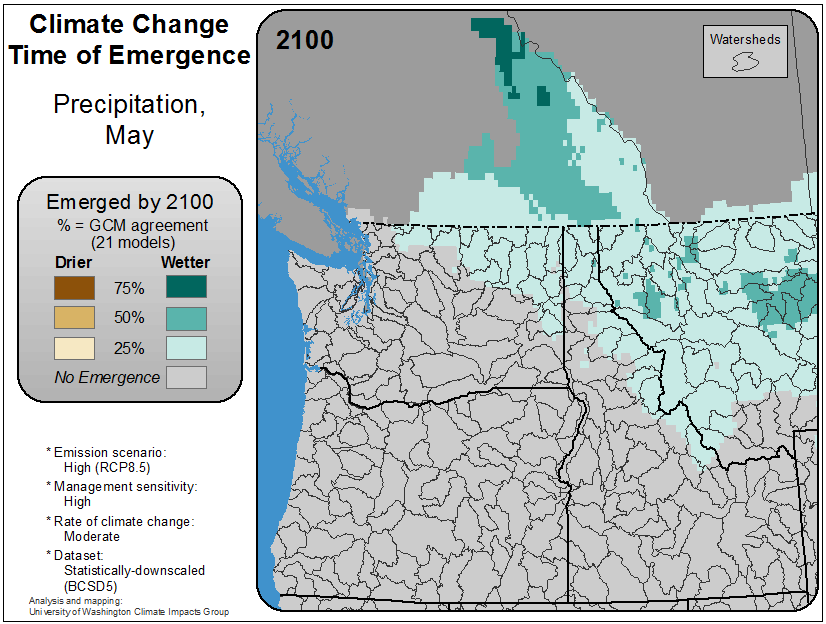 Climate Change
Time of Emergence
Precipitation,
May
2100
Watersheds
Emerged by 2100
% = GCM agreement
(21 models)
Drier Wetter
75%
50%
25%
No Emergence
* Emission scenario:
High (RCP8.5)
* Management sensitivity:
High
* Rate of climate change:
Moderate
* Dataset:
Statistically-downscaled
(BCSD5)
Analysis and mapping:
University of Washington Climate Impacts Group